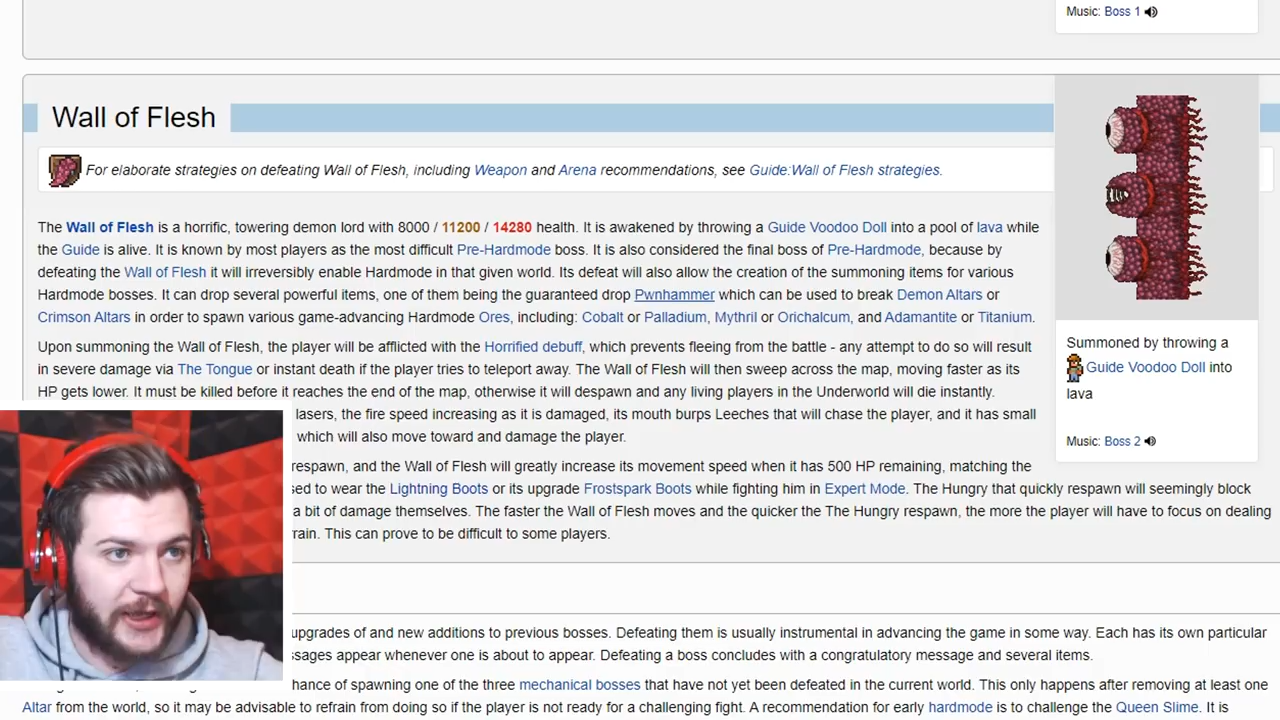 Music: Boss 1
Wall of Flesh
For elaborate strategies on defeating Wall of Flesh, including Weapon and Arena recommendations, see Guide:Wall of Flesh strategies.
The Wall of Flesh is a horrific, towering demon lord with 8000 / 11200 / 14280 health. It is awakened by throwing a Guide Voodoo Doll into a pool of lava while
the Guide is alive. It is known by most players as the most difficult Pre-Hardmode boss. It is also considered the final boss of Pre-Hardmode, because by
defeating the Wall of Flesh it will irreversibly enable Hardmode in that given world. Its defeat will also allow the creation of the summoning items for various
Hardmode bosses. It can drop several powerful items, one of them being the guaranteed drop Pwnhammer which can be used to break Demon Altars or
Crimson Altars in order to spawn various game-advancing Hardmode Ores, including: Cobalt or Palladium, Mythril or Orichalcum, and Adamantite or Titanium.
Upon summoning the Wall of Flesh, the player will be afflicted with the Horrified debuff, which prevents fleeing from the battle - any attempt to do so will result
in severe damage via The Tongue or instant death if the player tries to teleport away. The Wall of Flesh will then sweep across the map, moving faster as its
HP gets lower. It must be killed before it reaches the end of the map, otherwise it will despawn and any living players in the Underworld will die instantly.
lasers, the fire speed increasing as it is damaged, its mouth burps Leeches that will chase the player, and it has small
which will also move toward and damage the player.
respawn, and the Wall of Flesh will greatly increase its movement speed when it has 500 HP remaining, matching the
sed to wear the Lightning Boots or its upgrade Frostspark Boots while fighting him in Expert Mode. The Hungry that quickly respawn will seemingly block
a bit of damage themselves. The faster the Wall of Flesh moves and the quicker the The Hungry respawn, the more the player will have to focus on dealing
rain. This can prove to be difficult to some players.
Summoned by throwing a
Guide Voodoo Doll into
lava
Music: Boss 2
upgrades of and new additions to previous bosses. Defeating them is usually instrumental in advancing the game in some way. Each has its own particular
ssages appear whenever one is about to appear. Defeating a boss concludes with a congratulatory message and several items.
hance of spawning one of the three mechanical bosses that have not yet been defeated in the current world. This only happens after removing at least one
Altar from the world, so it may be advisable to refrain from doing so if the player is not ready for a challenging fight. A recommendation for early hardmode is to challenge the Queen Slime. It is